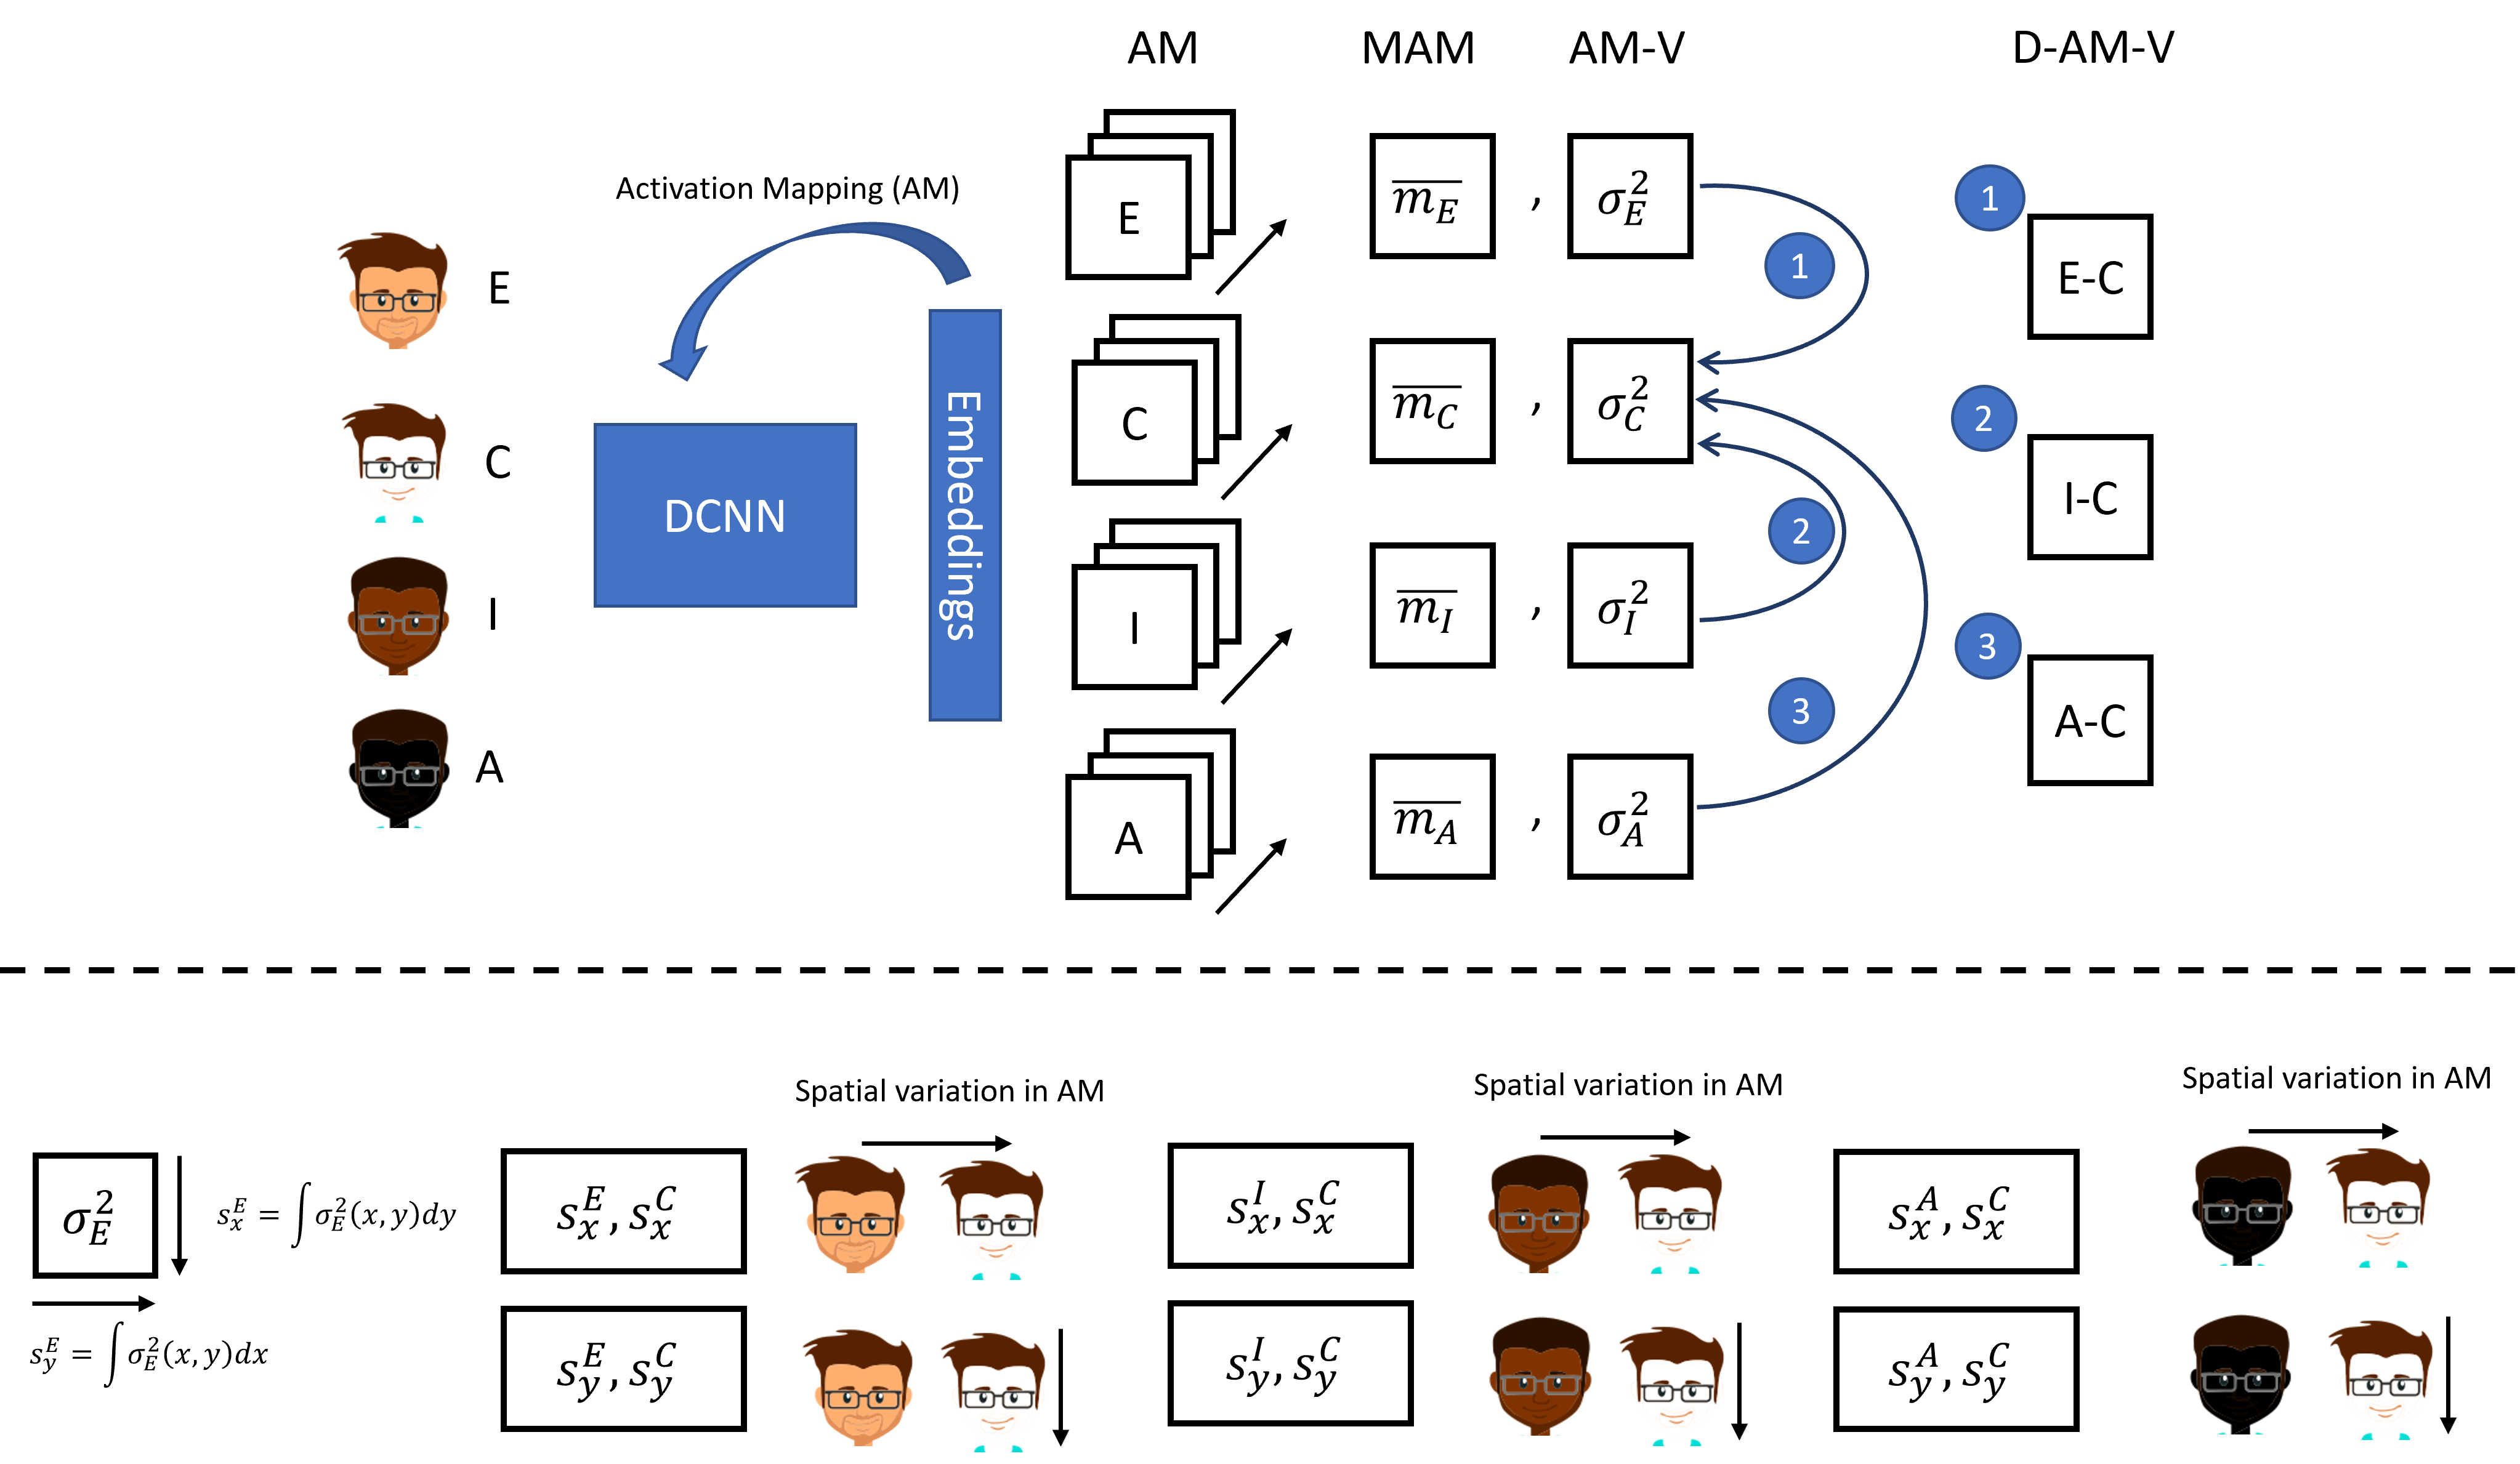 AM MAM AM-V D-AM-V
Activation Mapping (AM)
E
C
I
A
DCNN
Embeddings
E
C
I
A
$\overline{m_E}$ , $\sigma_E^2$
$\overline{m_C}$ , $\sigma_C^2$
$\overline{m_I}$ , $\sigma_I^2$
$\overline{m_A}$ , $\sigma_A^2$
1
2
3
1
E-C
2
I-C
3
A-C
Spatial variation in AM
Spatial variation in AM
Spatial variation in AM
$\sigma_E^2$
$s_x^E = \int \sigma_E^2(x, y)dy$
$s_y^E = \int \sigma_E^2(x, y)dx$
$s_x^E, s_x^C$
$s_y^E, s_y^C$
$s_x^I, s_x^C$
$s_y^I, s_y^C$
$s_x^A, s_x^C$
$s_y^A, s_y^C$